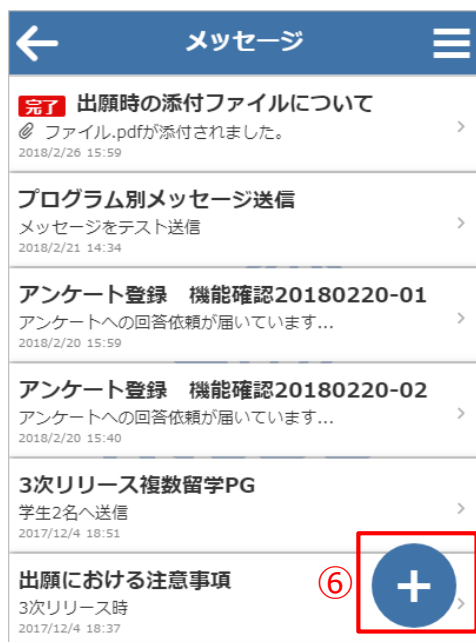 メッセージ
完了 出願時の添付ファイルについて
ファイル.pdfが添付されました。
2018/2/26 15:59
プログラム別メッセージ送信
メッセージをテスト送信
2018/2/21 14:34
アンケート登録　機能確認20180220-01
アンケートへの回答依頼が届いています...
2018/2/20 15:59
アンケート登録　機能確認20180220-02
アンケートへの回答依頼が届いています...
2018/2/20 15:40
3次リリース複数留学PG
学生2名へ送信
2017/12/4 18:51
出願における注意事項
⑥
3次リリース時
2017/12/4 18:37